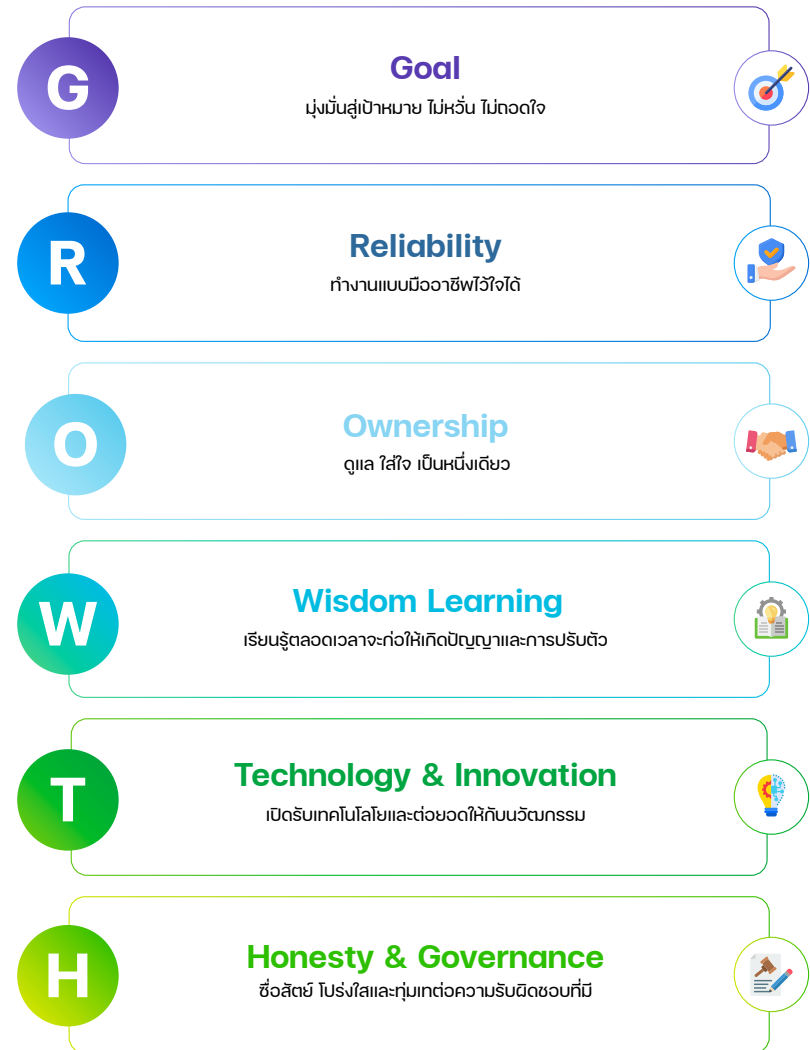 G
Goal
มุ่งมั่นสู่เป้าหมาย ไม่หวั่น ไม่ถอดใจ
R
Reliability
ทำงานแบบมืออาชีพไว้ใจได้
O
Ownership
ดูแล ใส่ใจ เป็นหนึ่งเดียว
W
Wisdom Learning
เรียนรู้ตลอดเวลาจะก่อให้เกิดปัญญาและการปรับตัว
T
Technology & Innovation
เปิดรับเทคโนโลโยและต่อยอดให้กับนวัฒกรรม
H
Honesty & Governance
ซื่อสัตย์ โปร่งใสและทุ่มเทต่อความรับผิดชอบที่มี